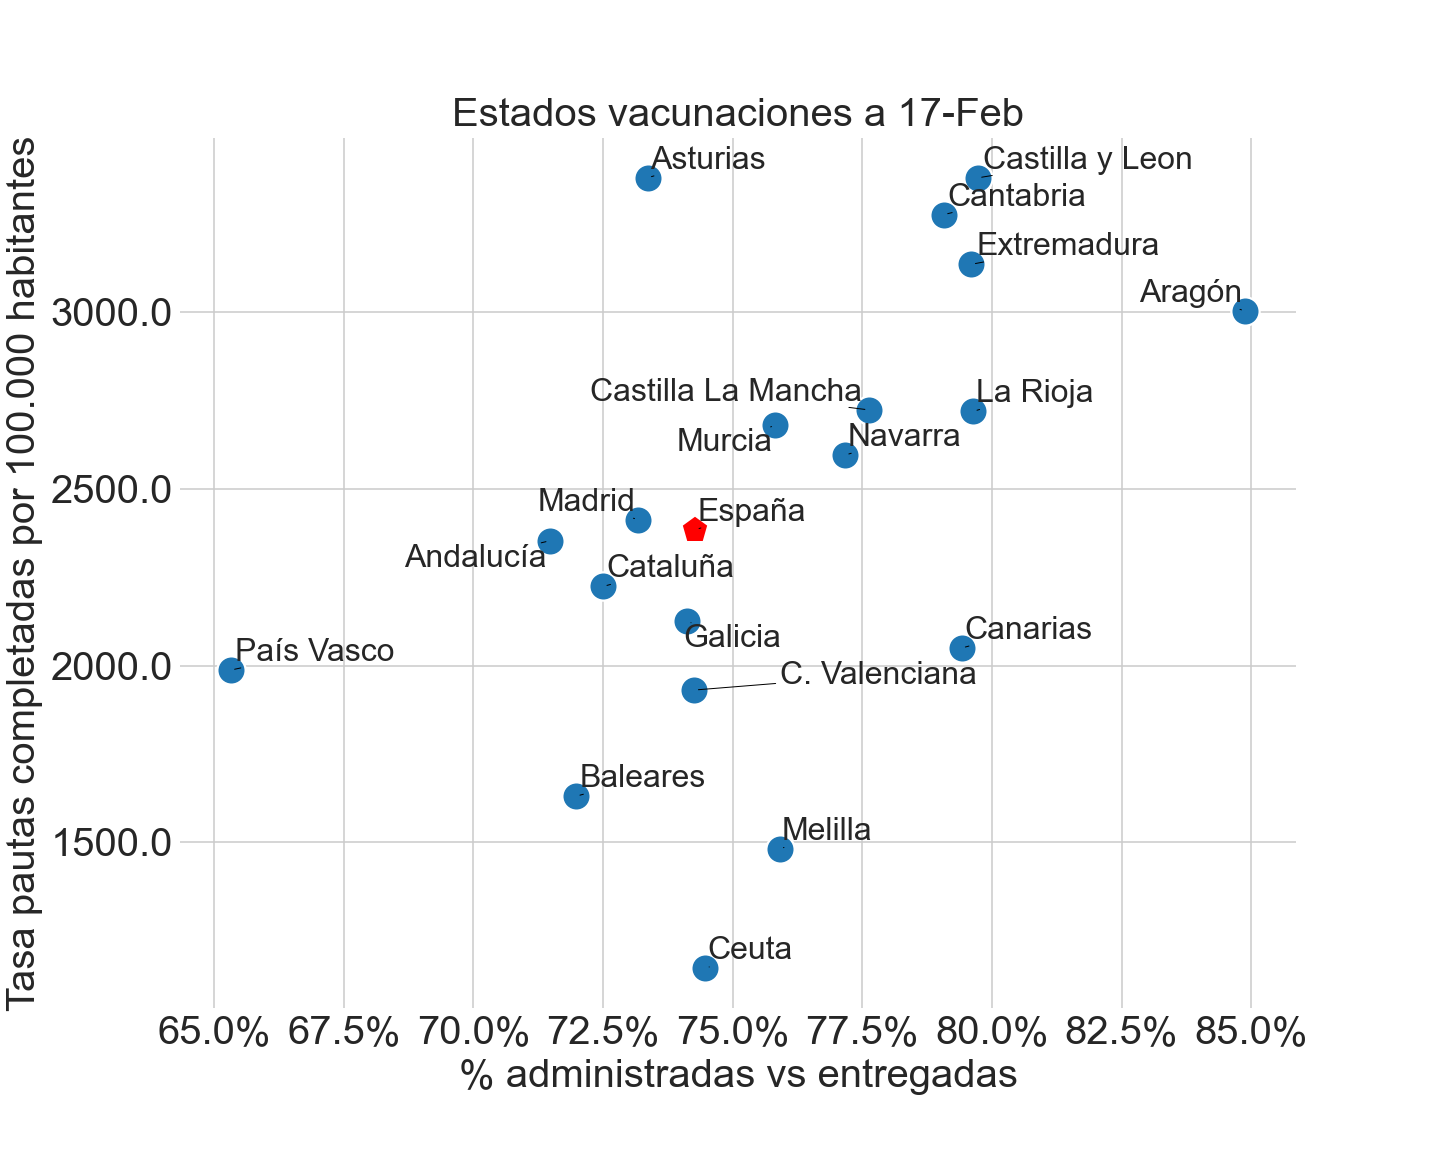 Estados vacunaciones a 17-Feb
Tasa pautas completadas por 100.000 habitantes
Asturias
Castilla y Leon
Cantabria
Extremadura
Aragón
3000.0
Castilla La Mancha
La Rioja
Murcia
Navarra
2500.0
Madrid
España
Andalucía
Cataluña
Galicia
Canarias
País Vasco
2000.0
C. Valenciana
Baleares
Melilla
1500.0
Ceuta
65.0% 67.5% 70.0% 72.5% 75.0% 77.5% 80.0% 82.5% 85.0%
% administradas vs entregadas